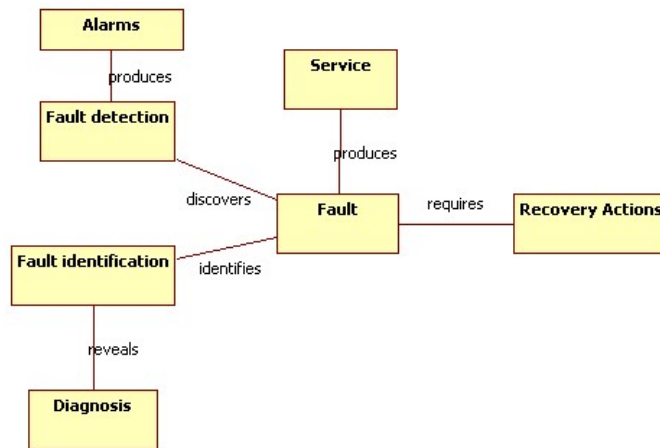 Alarms
produces
Fault detection
Service
produces
discovers
Fault
requires
Recovery Actions
Fault identification
identifies
reveals
Diagnosis